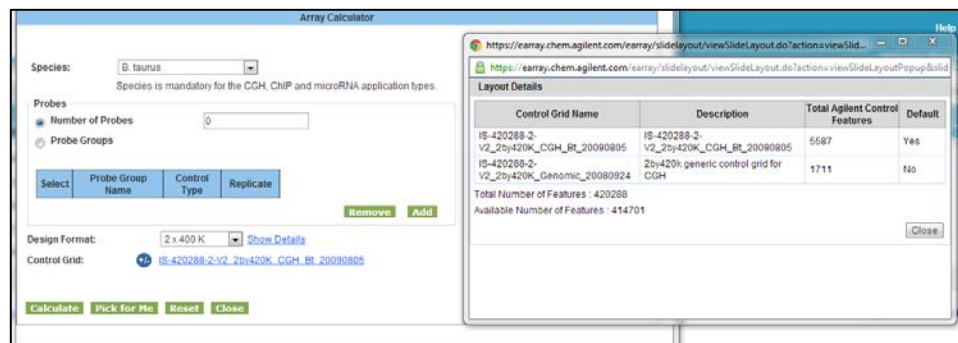 Array Calculator
Help
Species:
B. taurus
Species is mandatory for the CGH, ChIP and microRNA application types.
Probes
Number of Probes
0
Probe Groups
Select
Probe Group Name
Control Type
Replicate
Remove
Add
Design Format:
2 x 400 K
Show Details
Control Grid:
IS-420288-2-V2_2by420K_CGH_Bt_20090805
Calculate
Pick for Me
Reset
Close
https://earray.chem.agilent.com/earray/slidelayout/viewSlideLayout.do?action=viewSlid...
https://earray.chem.agilent.com/earray/slidelayout/viewSlideLayout.do?action=viewSlideLayoutPopup&slid
Layout Details
Control Grid Name
Description
Total Agilent Control
Features
Default
IS-420288-2-
V2_2by420K_CGH_Bt_20090805
IS-420288-2-
V2_2by420K_CGH_Bt_20090805
5587
Yes
IS-420288-2-
V2_2by420K_Genomic_20080924
2by420k generic control grid for
CGH
1711
No
Total Number of Features : 420288
Available Number of Features : 414701
Close